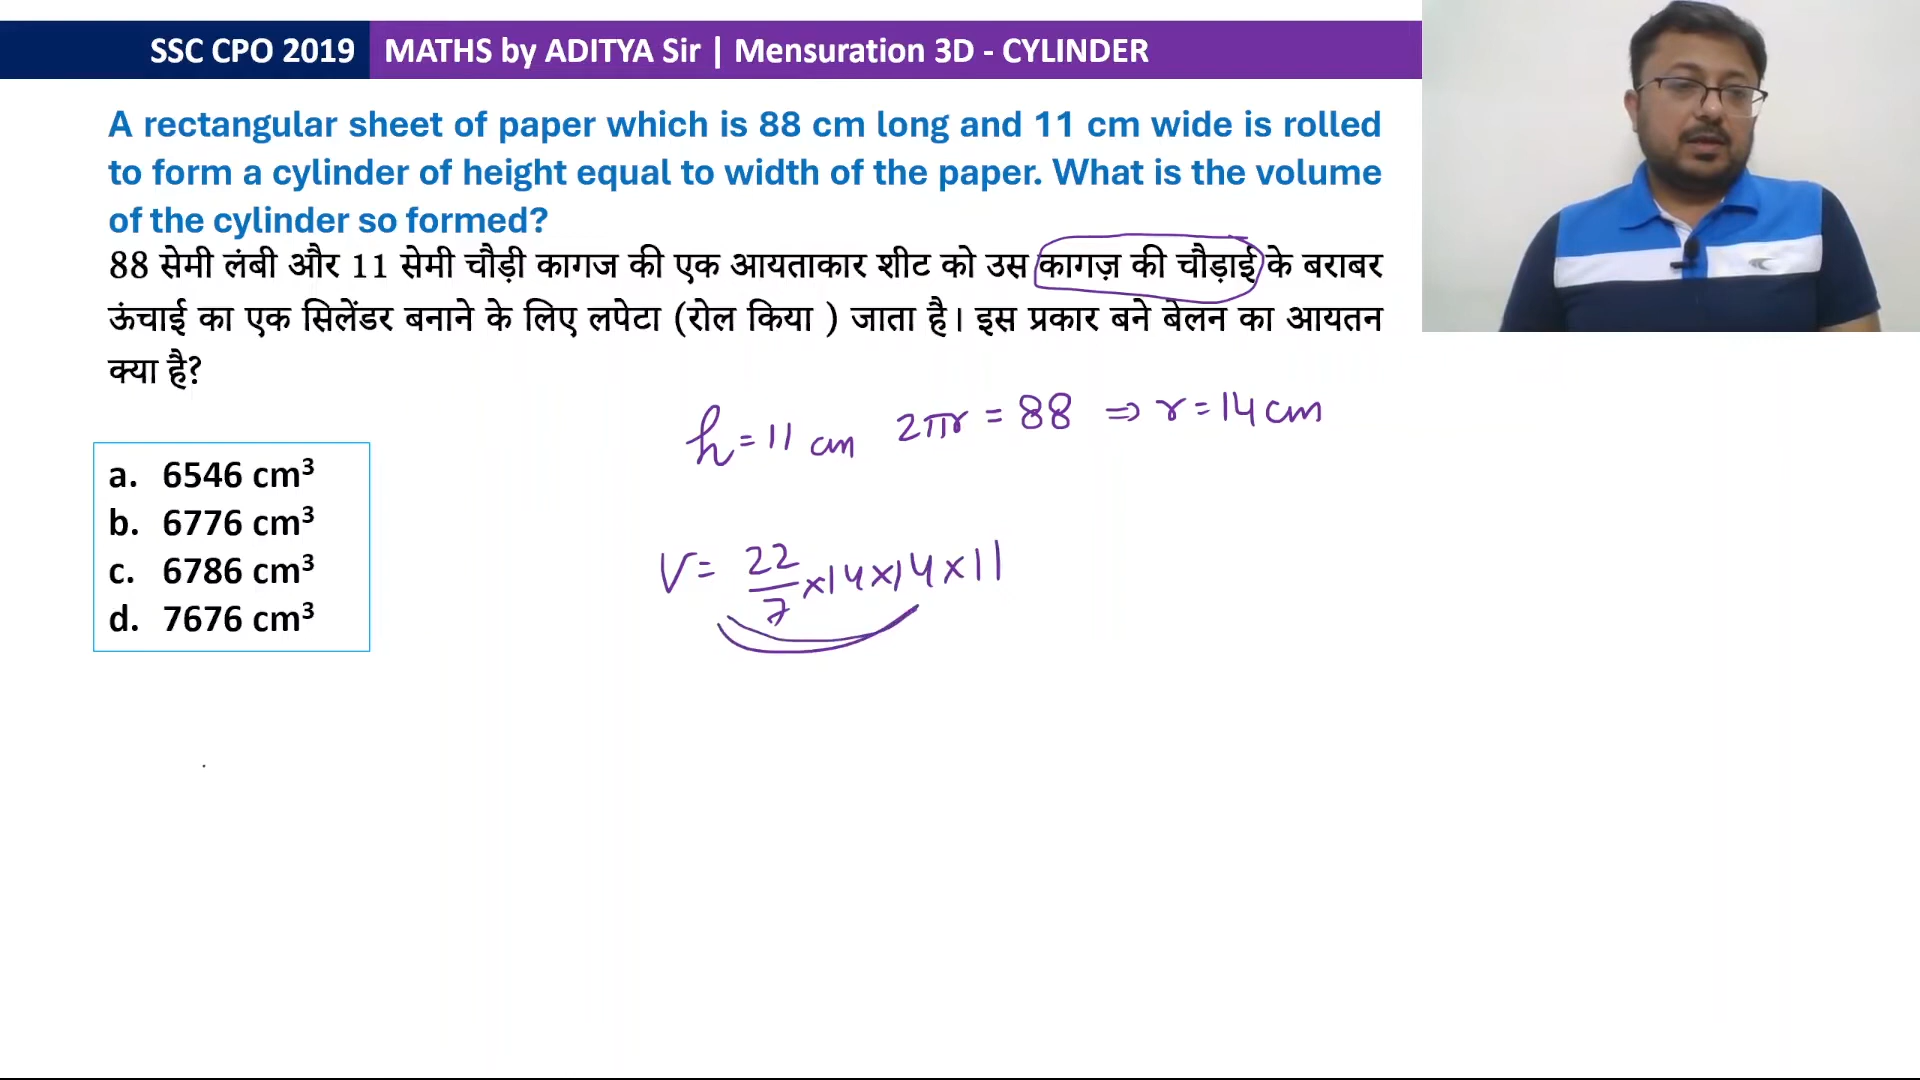 SSC CPO 2019 MATHS by ADITYA Sir | Mensuration 3D - CYLINDER
A rectangular sheet of paper which is 88 cm long and 11 cm wide is rolled
to form a cylinder of height equal to width of the paper. What is the volume
of the cylinder so formed?
88 सेमी लंबी और 11 सेमी चौड़ी कागज की एक आयताकार शीट को उस कागज़ की चौड़ाई के बराबर
ऊंचाई का एक सिलेंडर बनाने के लिए लपेटा (रोल किया ) जाता है। इस प्रकार बने बेलन का आयतन
क्या है?
h = 11 cm 2πr = 88 ⇒ r = 14 cm
a. 6546 cm³
b. 6776 cm³
c. 6786 cm³
d. 7676 cm³
V = 22/7 × 14 × 14 × 11